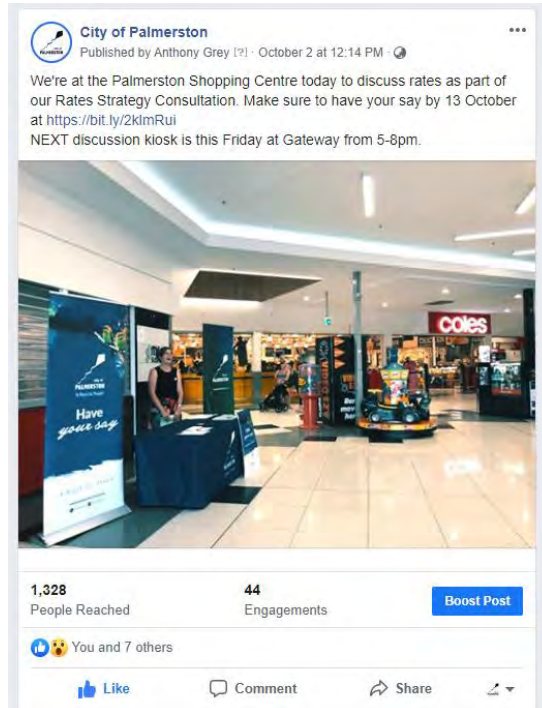 City of Palmerston
Published by Anthony Grey [?] · October 2 at 12:14 PM ·
We're at the Palmerston Shopping Centre today to discuss rates as part of
our Rates Strategy Consultation. Make sure to have your say by 13 October
at https://bit.ly/2klmRui
NEXT discussion kiosk is this Friday at Gateway from 5-8pm.
coles
PALMERSTON
Have
your say
1,328
44
Boost Post
People Reached
Engagements
You and 7 others
Like
Comment
Share